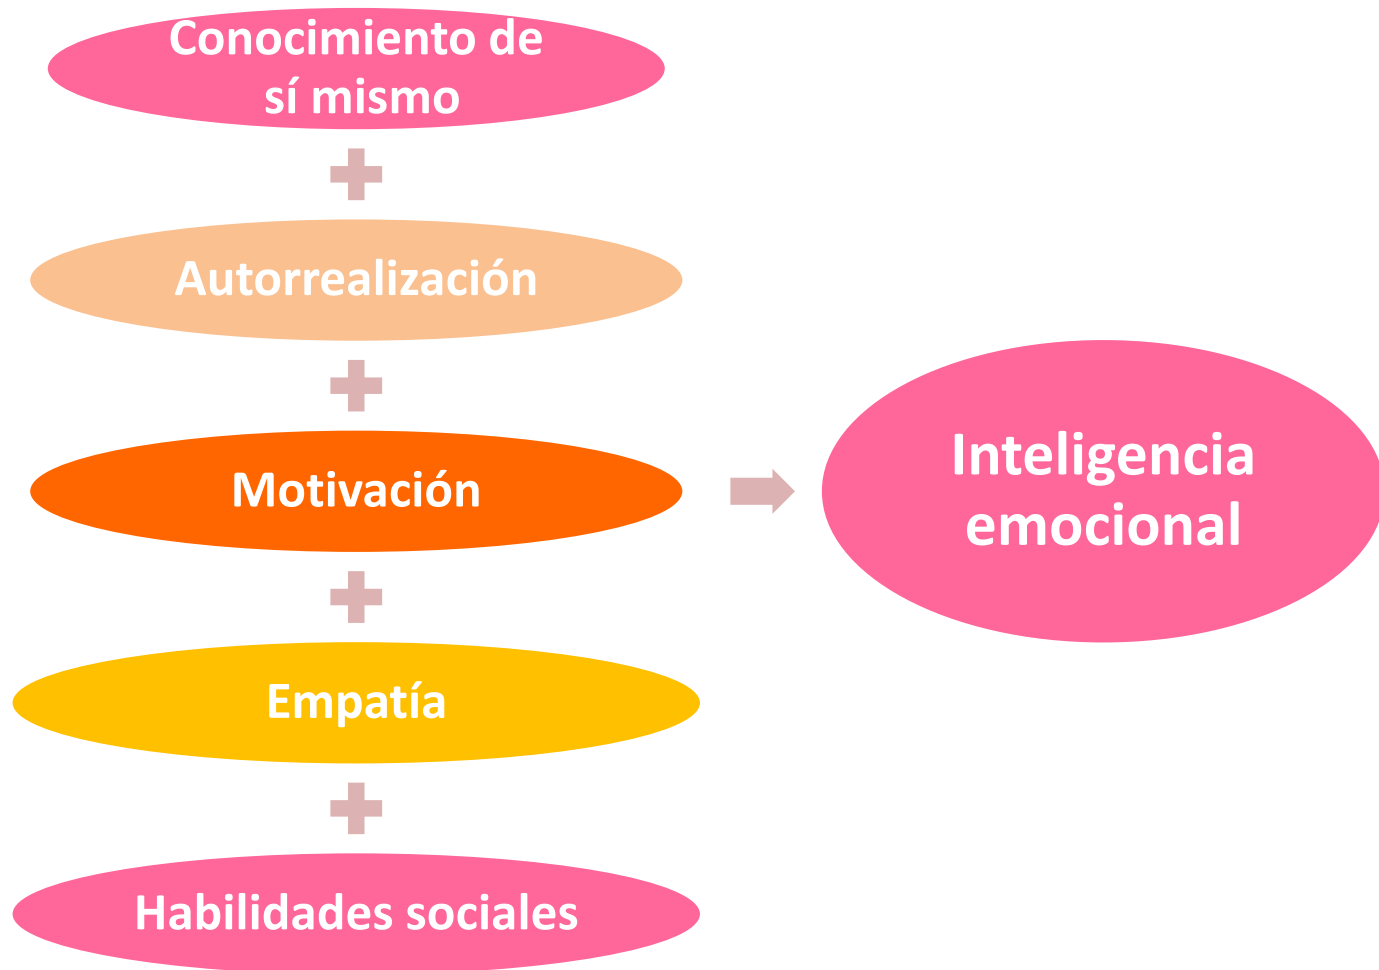 Conocimiento de
sí mismo
Autorrealización
Motivación
Empatía
Habilidades sociales
Inteligencia
emocional